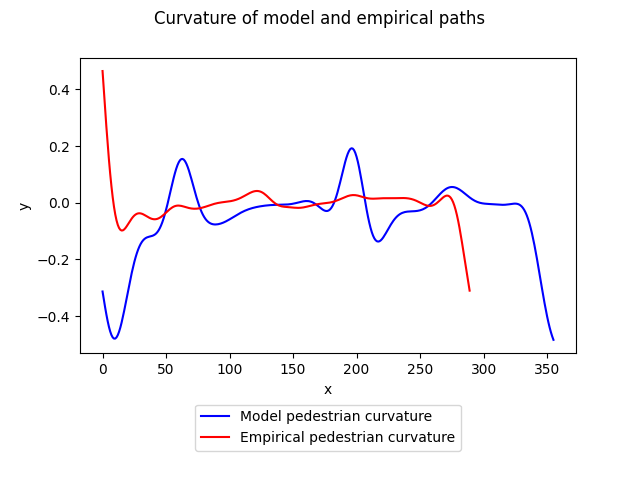 Curvature of model and empirical paths
0.4
0.2
0.0
−0.2
−0.4
y
0 50 100 150 200 250 300 350
x
Model pedestrian curvature
Empirical pedestrian curvature